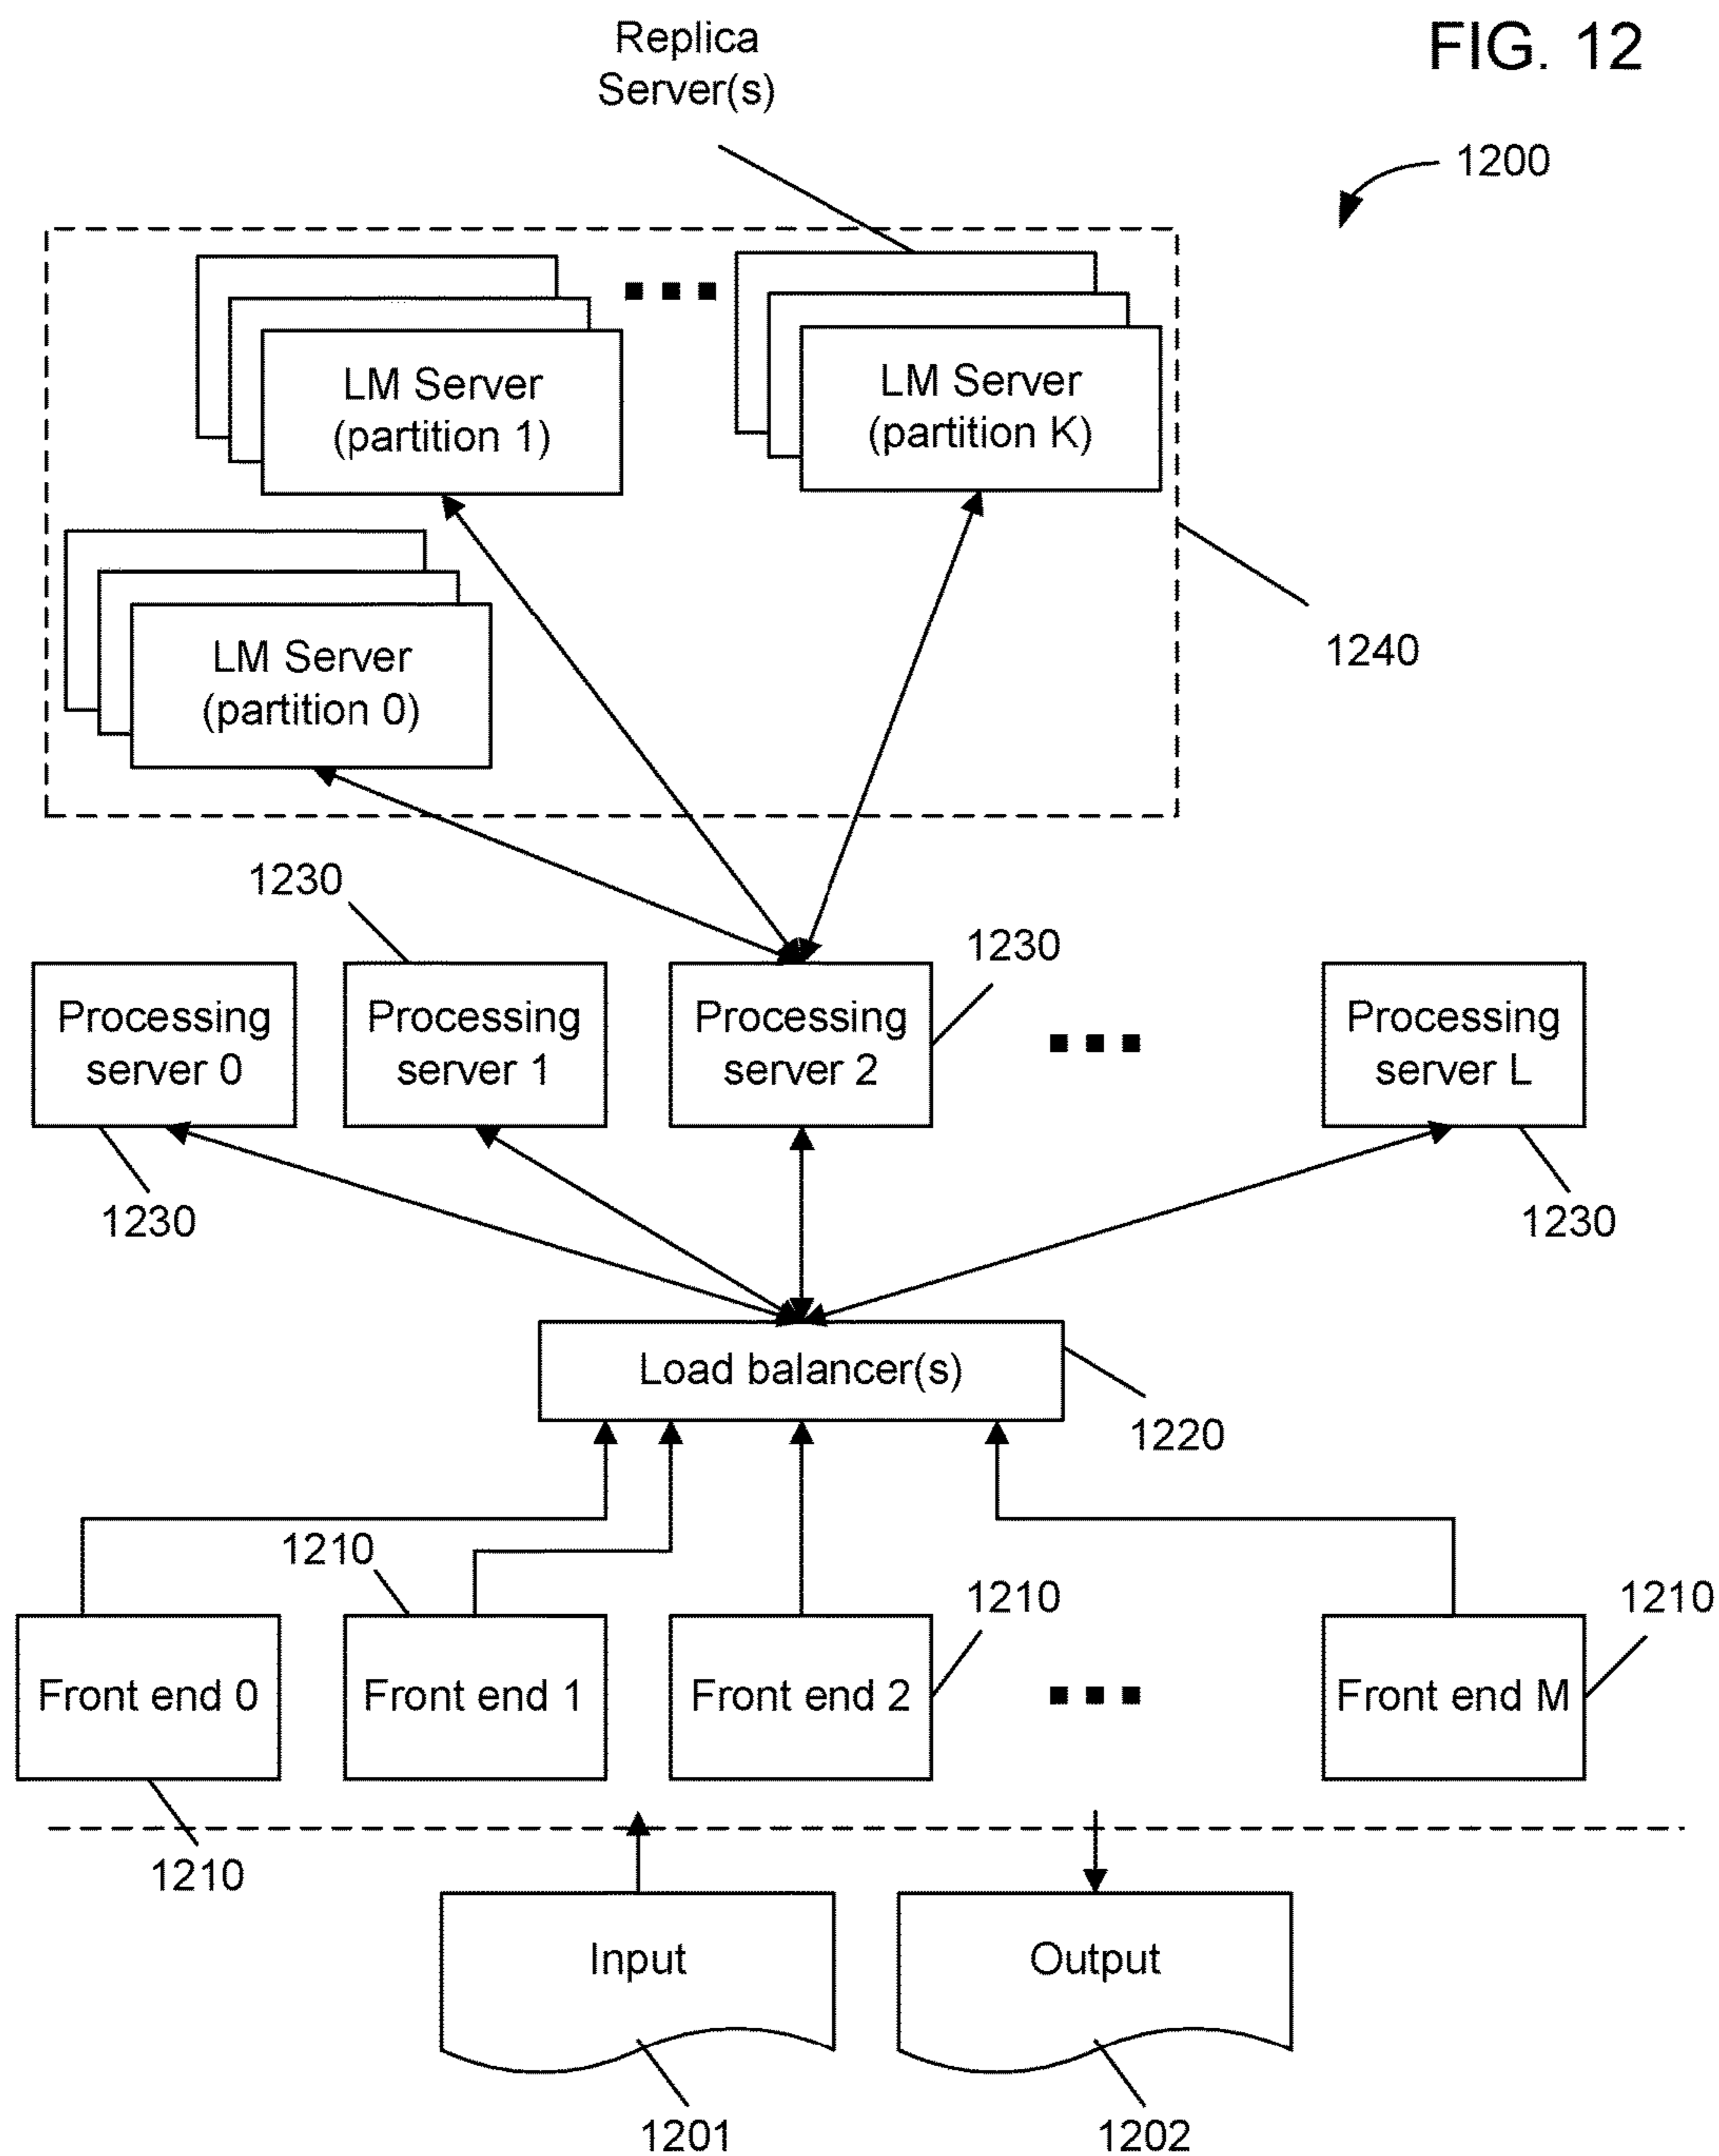 FIG. 12
Replica
Server(s)
1200
LM Server
(partition 1)
LM Server
(partition K)
LM Server
(partition 0)
1240
1230
1230
Processing
server 0
Processing
server 1
Processing
server 2
Processing
server L
1230
1230
Load balancer(s)
1220
1210
1210
1210
Front end 0
Front end 1
Front end 2
Front end M
1210
Input
Output
1201
1202